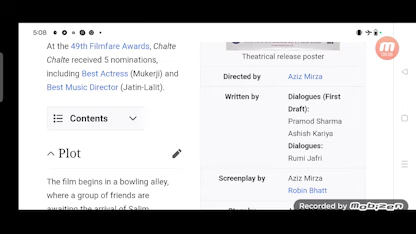 5:08
At the 49th Filmfare Awards, Chalte
Chalte received 5 nominations,
including Best Actress (Mukerji) and
Best Music Director (Jatin-Lalit).
Contents
Plot
The film begins in a bowling alley,
where a group of friends are
awaiting the arrival of Salim
Theatrical release poster
Directed by Aziz Mirza
Written by Dialogues (First
Draft):
Pramod Sharma
Ashish Kariya
Dialogues:
Rumi Jafri
Screenplay by Aziz Mirza
Robin Bhatt
Recorded by Mobizen